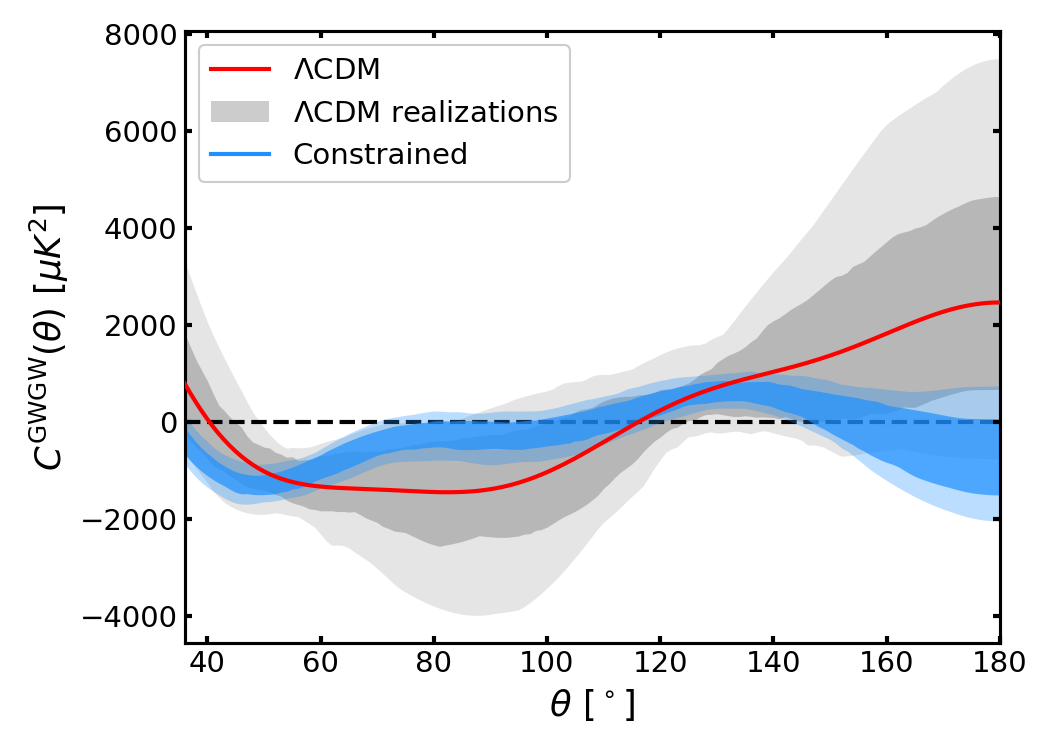 8000
6000
4000
2000
0
−2000
−4000
C^GWGW(θ) [μK²]
ΛCDM
ΛCDM realizations
Constrained
40 60 80 100 120 140 160 180
θ [°]